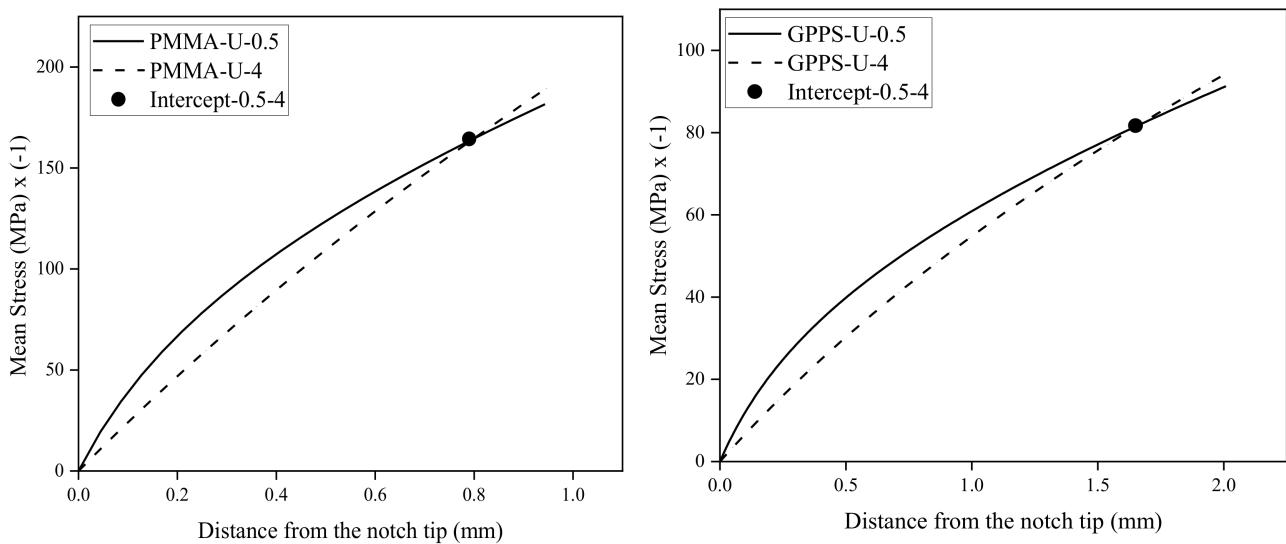 PMMA-U-0.5
PMMA-U-4
Intercept-0.5-4
200
150
100
50
0
0.0 0.2 0.4 0.6 0.8 1.0
Mean Stress (MPa) x (-1)
Distance from the notch tip (mm)
GPPS-U-0.5
GPPS-U-4
Intercept-0.5-4
100
80
60
40
20
0
0.0 0.5 1.0 1.5 2.0
Mean Stress (MPa) x (-1)
Distance from the notch tip (mm)